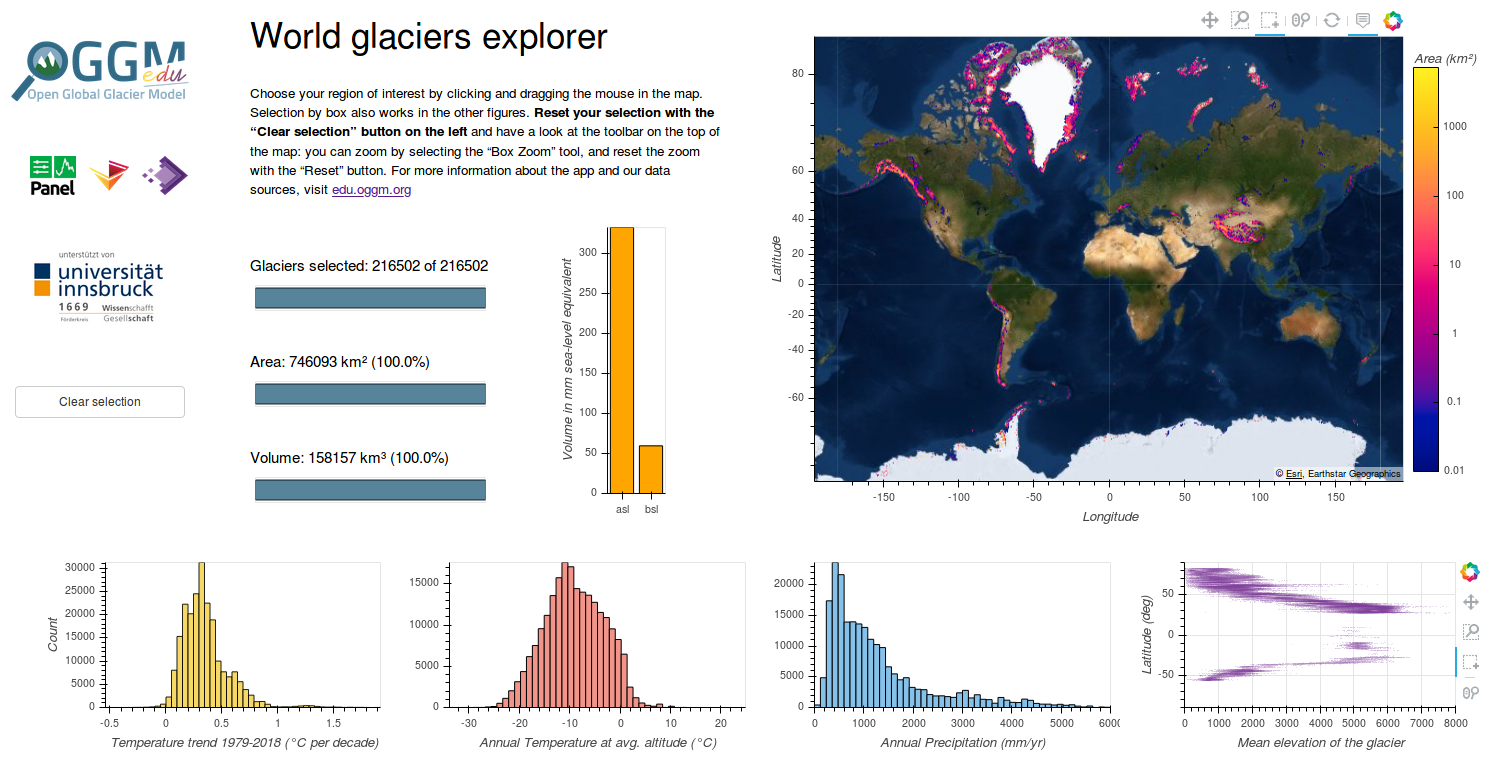 OGGM
edu
Open Global Glacier Model
Panel
unterstützt von
universität
innsbruck
1669
Förderkreis
Wissenschafft
Gesellschaft
Clear selection
World glaciers explorer
Choose your region of interest by clicking and dragging the mouse in the map.
Selection by box also works in the other figures. Reset your selection with the
“Clear selection” button on the left and have a look at the toolbar on the top of
the map: you can zoom by selecting the “Box Zoom” tool, and reset the zoom
with the “Reset” button. For more information about the app and our data
sources, visit edu.oggm.org
Glaciers selected: 216502 of 216502
Area: 746093 km² (100.0%)
Volume: 158157 km³ (100.0%)
Volume in mm sea-level equivalent
300
250
200
150
100
50
0
asl bsl
Latitude
80
60
40
20
0
-20
-40
-60
-150 -100 -50 0 50 100 150
Longitude
© Esri, Earthstar Geographics
Area (km²)
1000
100
10
1
0.1
0.01
Count
30000
25000
20000
15000
10000
5000
0
-0.5 0 0.5 1 1.5
Temperature trend 1979-2018 (°C per decade)
15000
10000
5000
0
-30 -20 -10 0 10 20
Annual Temperature at avg. altitude (°C)
20000
15000
10000
5000
0
0 1000 2000 3000 4000 5000 6000
Annual Precipitation (mm/yr)
Latitude (deg)
50
0
-50
0 1000 2000 3000 4000 5000 6000 7000 8000
Mean elevation of the glacier